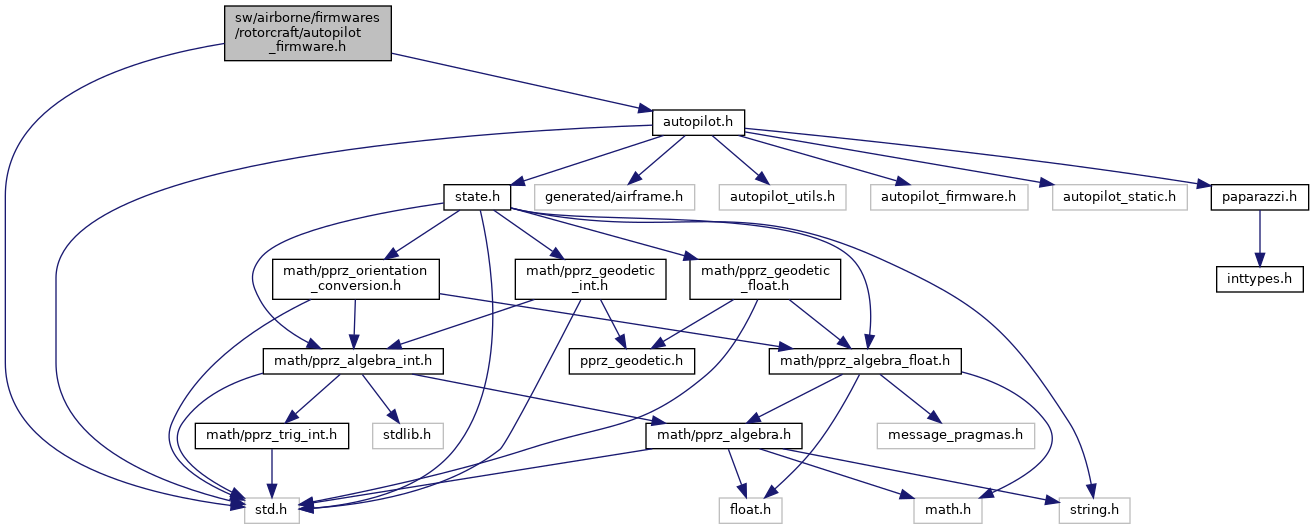 sw/airborne/firmwares
/rotorcraft/autopilot
_firmware.h
autopilot.h
state.h
generated/airframe.h
autopilot_utils.h
autopilot_firmware.h
autopilot_static.h
paparazzi.h
math/pprz_orientation
_conversion.h
math/pprz_geodetic
_int.h
math/pprz_geodetic
_float.h
inttypes.h
math/pprz_algebra_int.h
pprz_geodetic.h
math/pprz_algebra_float.h
math/pprz_trig_int.h
stdlib.h
math/pprz_algebra.h
message_pragmas.h
std.h
float.h
math.h
string.h